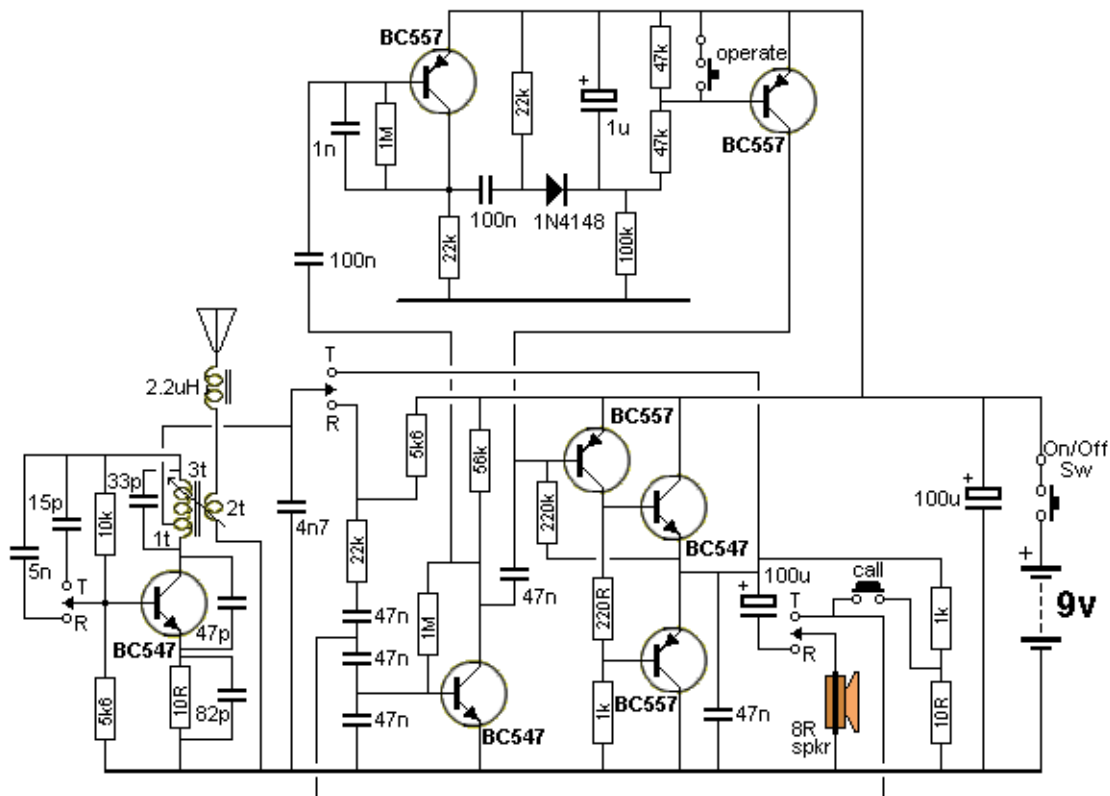 BC557
operate
47k
22k
+
1u
1n
1M
47k
BC557
100n
1N4148
22k
100k
100n
T
2.2uH
R
BC557
5k6
56k
On/Off
Sw
3t
33p
+
15p
2t
100u
10k
220k
4n7
BC547
+
1t
22k
100u
call
5n
T
47n
T
9v
47n
1M
220R
1k
R
47p
R
BC547
47n
BC557
5k6
10R
82p
47n
1k
47n
8R
spkr
10R
BC547